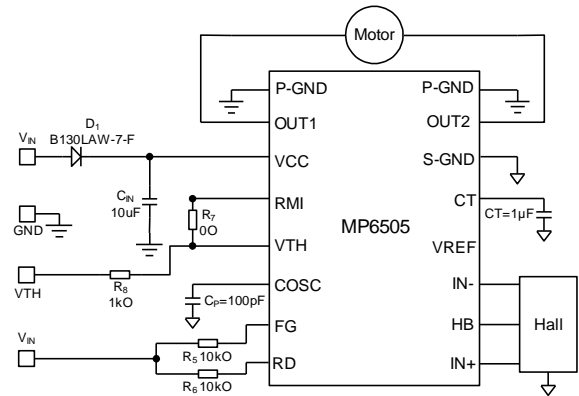 Motor
P-GND
P-GND
OUT1
OUT2
D1
B130LAW-7-F
VIN
VCC
S-GND
CIN
10uF
RMI
CT
CT=1µF
R7
0O
MP6505
GND
VTH
VREF
VTH
R8
1kO
COSC
IN-
CP=100pF
HB
Hall
VIN
FG
R5 10kO
RD
IN+
R6 10kO